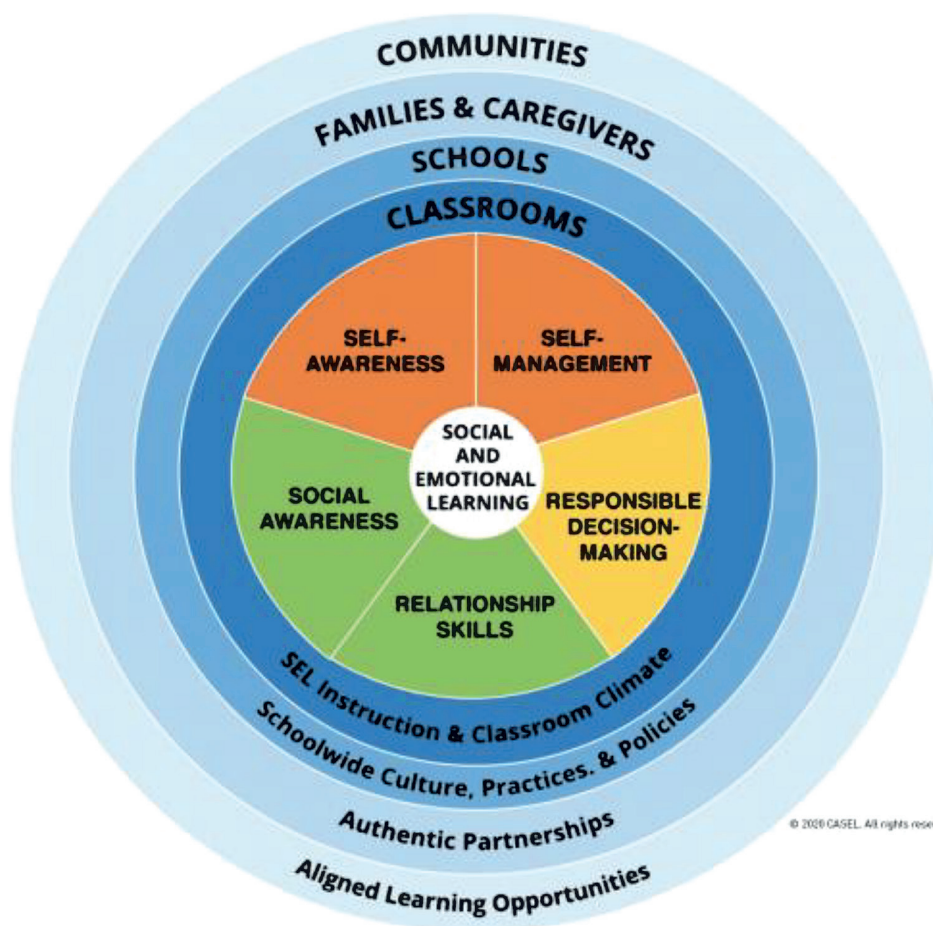 COMMUNITIES
FAMILIES & CAREGIVERS
SCHOOLS
CLASSROOMS
SELF-
AWARENESS
SELF-
MANAGEMENT
SOCIAL
AND
EMOTIONAL
LEARNING
SOCIAL
AWARENESS
RESPONSIBLE
DECISION-
MAKING
RELATIONSHIP
SKILLS
SEL Instruction & Classroom Climate
Schoolwide Culture, Practices. & Policies
Authentic Partnerships
Aligned Learning Opportunities
© 2020 CASEL. All rights rese